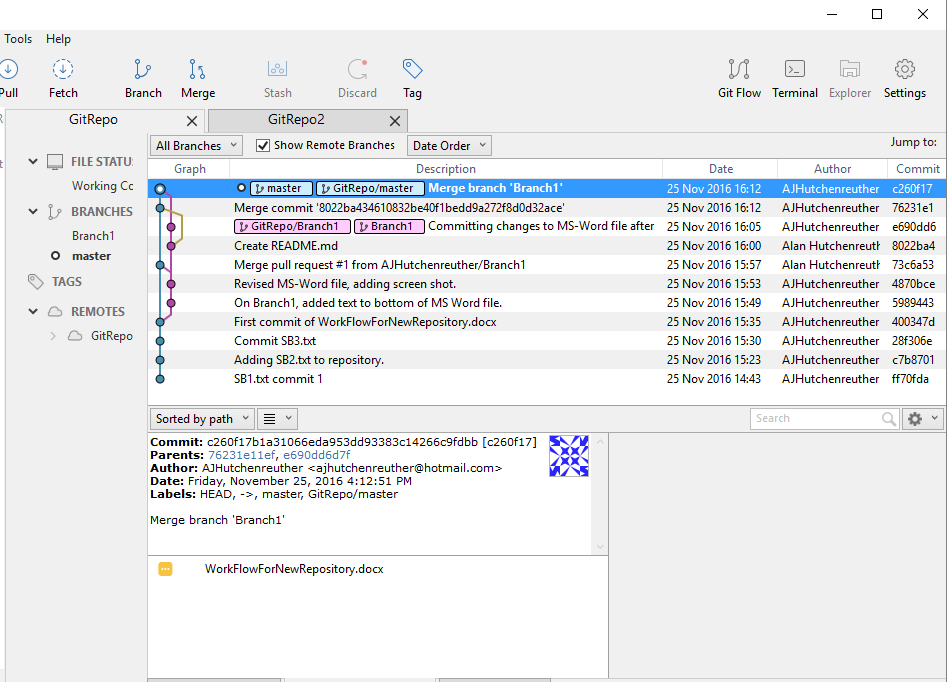 Tools Help
Pull Fetch Branch Merge Stash Discard Tag Git Flow Terminal Explorer Settings
GitRepo GitRepo2
All Branches Show Remote Branches Date Order Jump to:
Graph Description Date Author Commit
master GitRepo/master Merge branch 'Branch1' 25 Nov 2016 16:12 AJHutchenreuther c260f17
Merge commit '8022ba434610832be40f1bedd9a272f8d0d32ace' 25 Nov 2016 16:12 AJHutchenreuther 76231e1
GitRepo/Branch1 Branch1 Committing changes to MS-Word file after 25 Nov 2016 16:05 AJHutchenreuther e690dd6
Create README.md 25 Nov 2016 16:00 Alan Hutchenreuth 8022ba4
Merge pull request #1 from AJHutchenreuther/Branch1 25 Nov 2016 15:57 Alan Hutchenreuth 73c6a53
Revised MS-Word file, adding screen shot. 25 Nov 2016 15:53 AJHutchenreuther 4870bce
On Branch1, added text to bottom of MS Word file. 25 Nov 2016 15:49 AJHutchenreuther 5989443
First commit of WorkFlowForNewRepository.docx 25 Nov 2016 15:35 AJHutchenreuther 400347d
Commit SB3.txt 25 Nov 2016 15:30 AJHutchenreuther 28f306e
Adding SB2.txt to repository. 25 Nov 2016 15:23 AJHutchenreuther c7b8701
SB1.txt commit 1 25 Nov 2016 14:43 AJHutchenreuther ff70fda
FILE STATU
Working Co
BRANCHES
Branch1
master
TAGS
REMOTES
GitRepo
Sorted by path Search
Commit: c260f17b1a31066eda953dd93383c14266c9fdbb [c260f17]
Parents: 76231e11ef, e690dd6d7f
Author: AJHutchenreuther <ajhutchenreuther@hotmail.com>
Date: Friday, November 25, 2016 4:12:51 PM
Labels: HEAD, ->, master, GitRepo/master
Merge branch 'Branch1'
WorkFlowForNewRepository.docx